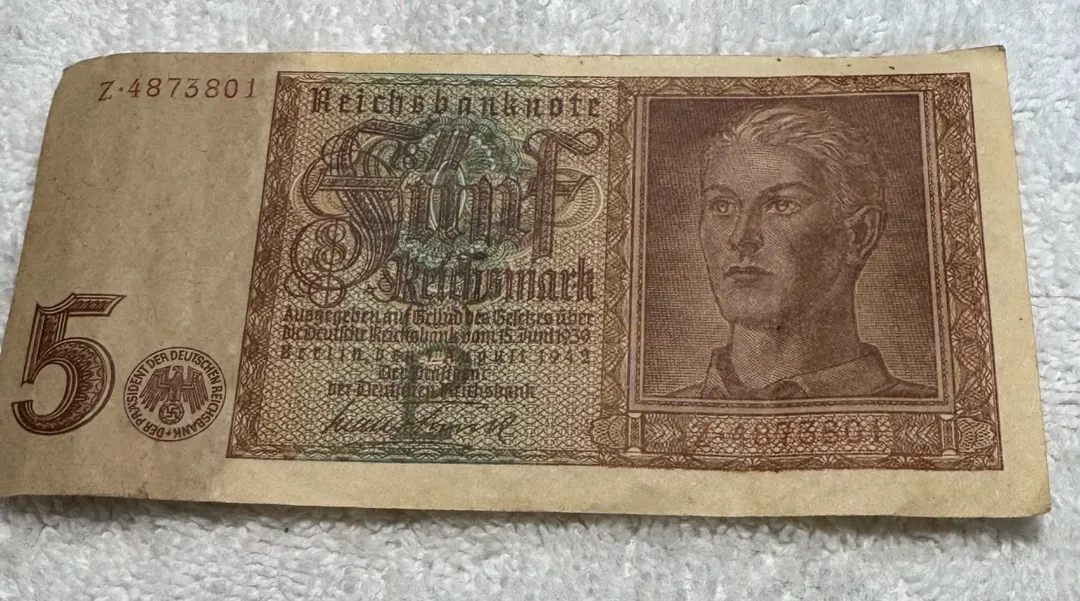 Z·4873801
Reichsbanknote
Fünf
Reichsmark
Ausgegeben auf Grund des Gesetzes über
die Deutsche Reichsbank vom 15. Juni 1939
Berlin, den 1. August 1942
Der Präsident
der Deutschen Reichsbank
5
DER PRÄSIDENT DER DEUTSCHEN REICHSBANK
Z·4873801